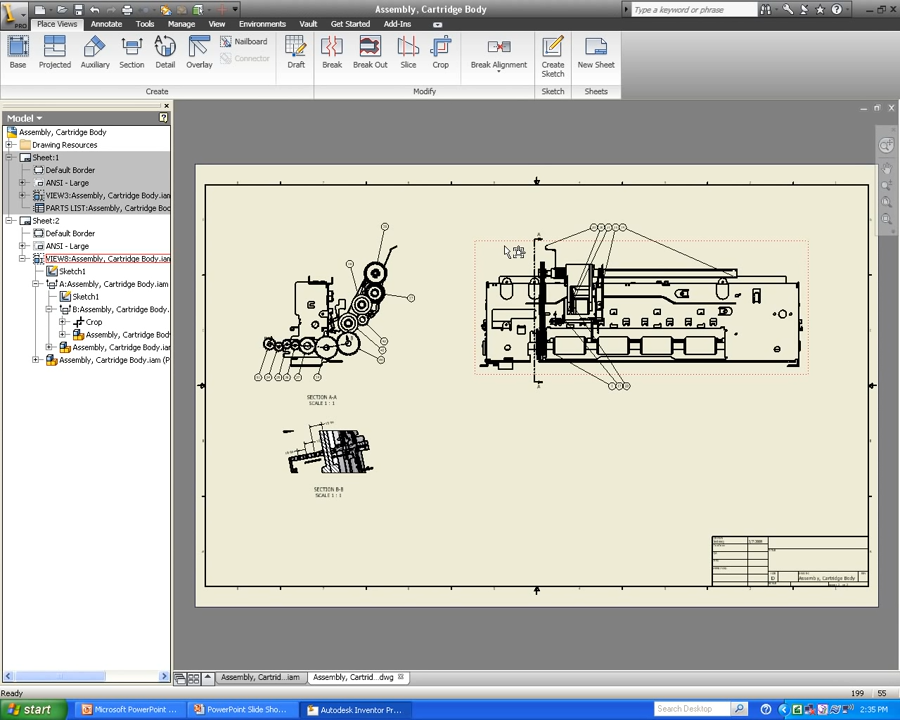 Assembly, Cartridge Body
Type a keyword or phrase
PRO
Place Views Annotate Tools Manage View Environments Vault Get Started Add-Ins
Base Projected Auxiliary Section Detail Overlay Nailboard Connector Draft Break Break Out Slice Crop Break Alignment Create Sketch New Sheet
Create Modify Sketch Sheets
Model
Assembly, Cartridge Body
Drawing Resources
Sheet:1
Default Border
ANSI - Large
VIEW3:Assembly, Cartridge Body.iam
PARTS LIST:Assembly, Cartridge Bod
Sheet:2
Default Border
ANSI - Large
VIEW8:Assembly, Cartridge Body.iam
Sketch1
A:Assembly, Cartridge Body.iam
Sketch1
B:Assembly, Cartridge Body.
Crop
Assembly, Cartridge Bod
Assembly, Cartridge Body.
Assembly, Cartridge Body.iam (P
A
A
SECTION A-A
SCALE 1 : 1
SECTION B-B
SCALE 1 : 1
D
Assembly, Cartridge Body
Assembly, Cartrid...iam Assembly, Cartrid...dwg
Ready
199 55
start Microsoft PowerPoint ... PowerPoint Slide Sho... Autodesk Inventor Pr... Search Desktop 2:35 PM